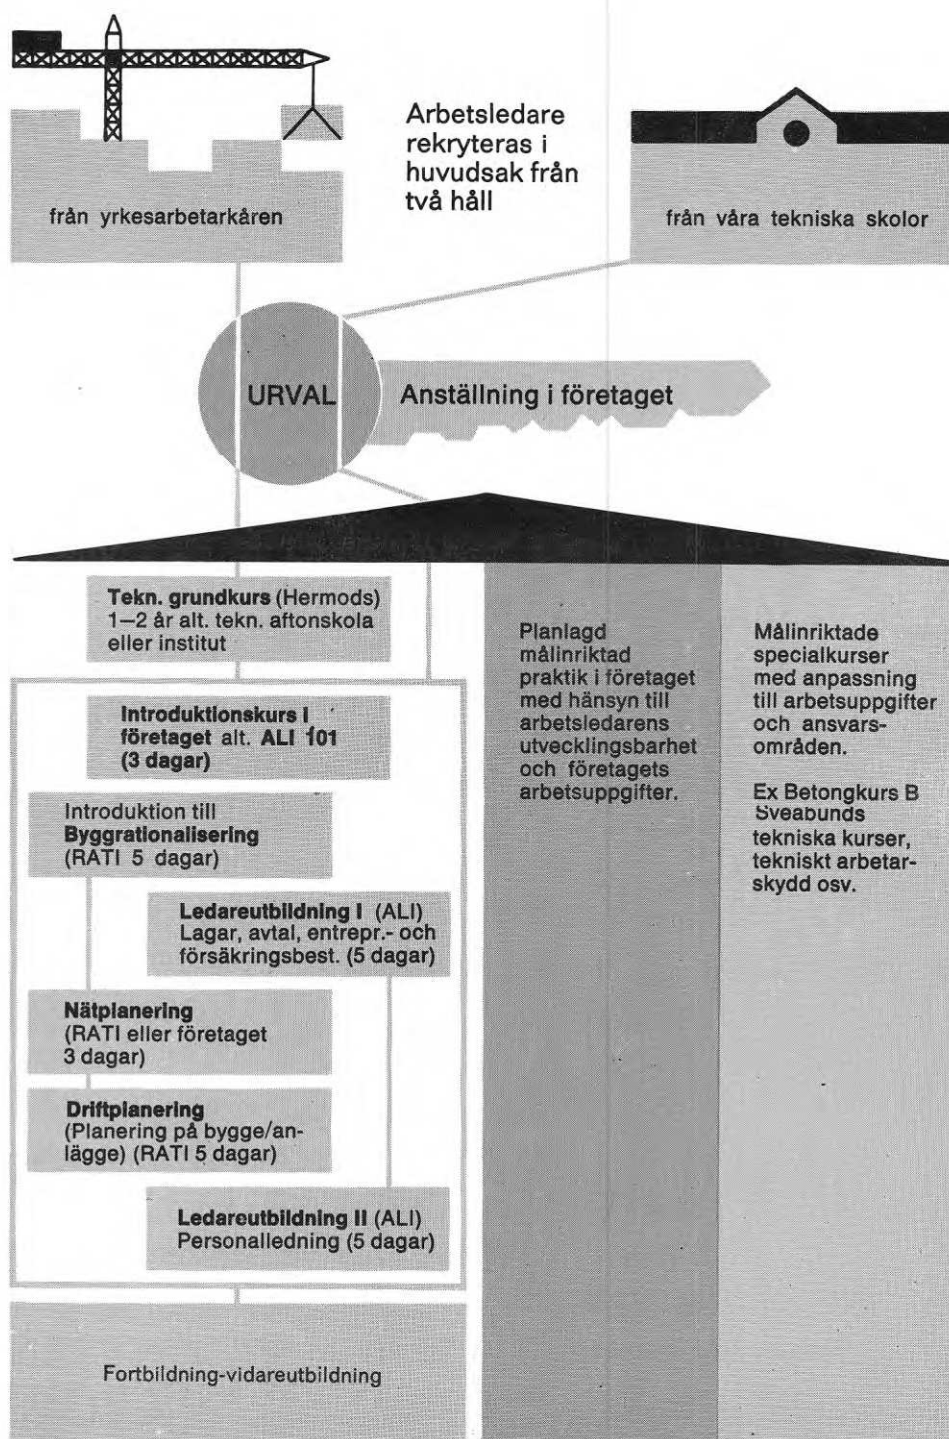 Arbetsledare
rekryteras i
huvudsak från
två håll
från yrkesarbetarkåren
från våra tekniska skolor
URVAL
Anställning i företaget
Tekn. grundkurs (Hermods)
1–2 år alt. tekn. aftonskola
eller institut
Introduktionskurs i
företaget alt. ALI 101
(3 dagar)
Introduktion till
Byggrationalisering
(RATI 5 dagar)
Ledareutbildning I (ALI)
Lagar, avtal, entrepr.- och
försäkringsbest. (5 dagar)
Nätplanering
(RATI eller företaget
3 dagar)
Driftplanering
(Planering på bygge/an-
lägge) (RATI 5 dagar)
Ledareutbildning II (ALI)
Personalledning (5 dagar)
Fortbildning-vidareutbildning
Planlagd
målinriktad
praktik i företaget
med hänsyn till
arbetsledarens
utvecklingsbarhet
och företagets
arbetsuppgifter.
Målinriktade
specialkurser
med anpassning
till arbetsuppgifter
och ansvars-
områden.
Ex Betongkurs B
Sveabunds
tekniska kurser,
tekniskt arbetar-
skydd osv.